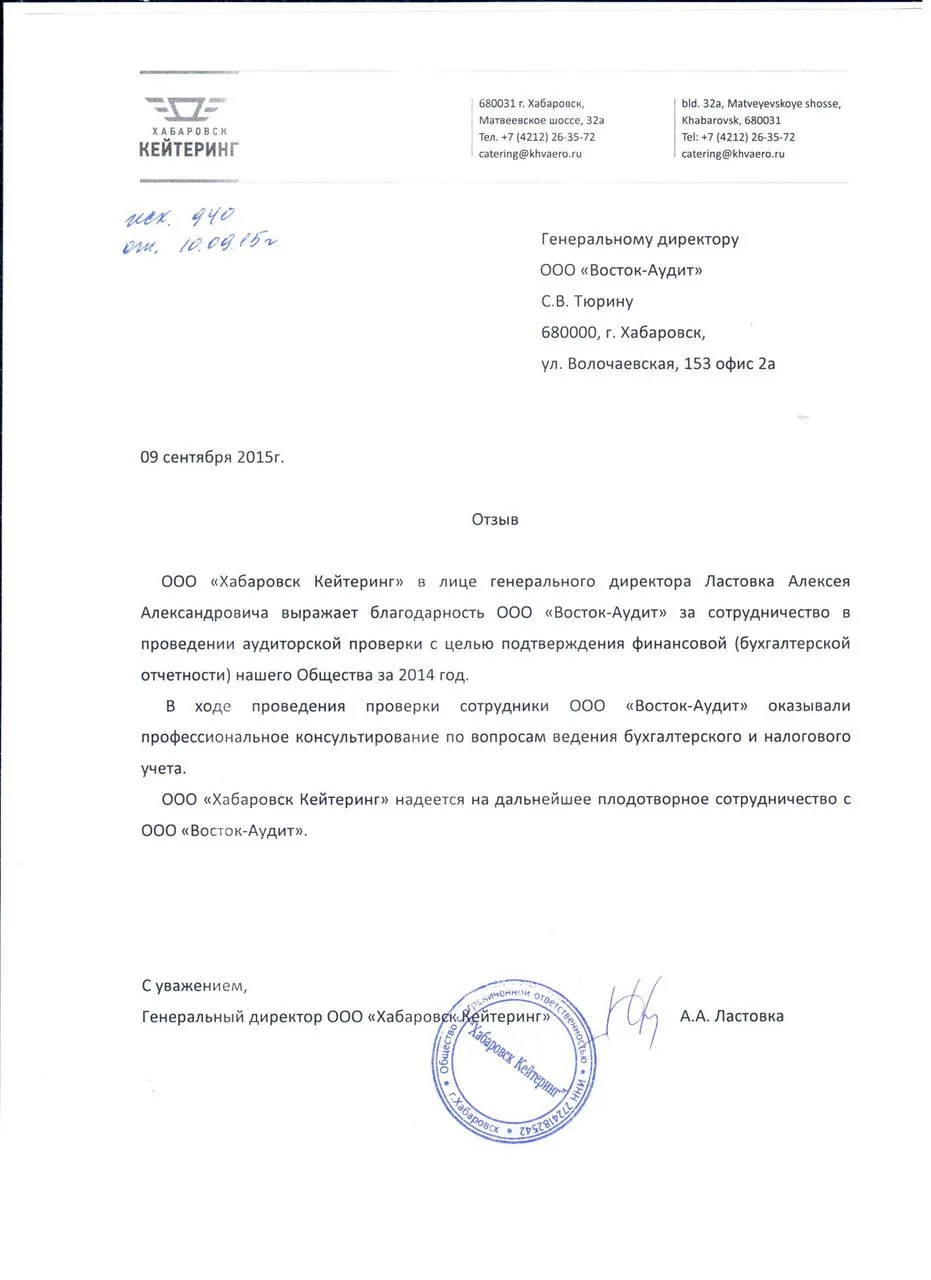 ХАБАРОВСК
КЕЙТЕРИНГ
680031 г. Хабаровск,
Матвеевское шоссе, 32а
Тел. +7 (4212) 26-35-72
catering@khvaero.ru
bld. 32a, Matveyevskoye shosse,
Khabarovsk, 680031
Tel: +7 (4212) 26-35-72
catering@khvaero.ru
исх. 940
от. 10.09.15г
Генеральному директору
ООО «Восток-Аудит»
С.В. Тюрину
680000, г. Хабаровск,
ул. Волочаевская, 153 офис 2а
09 сентября 2015г.
Отзыв
ООО «Хабаровск Кейтеринг» в лице генерального директора Ластовка Алексея
Александровича выражает благодарность ООО «Восток-Аудит» за сотрудничество в
проведении аудиторской проверки с целью подтверждения финансовой (бухгалтерской
отчетности) нашего Общества за 2014 год.
В ходе проведения проверки сотрудники ООО «Восток-Аудит» оказывали
профессиональное консультирование по вопросам ведения бухгалтерского и налогового
учета.
ООО «Хабаровск Кейтеринг» надеется на дальнейшее плодотворное сотрудничество с
ООО «Восток-Аудит».
С уважением,
Генеральный директор ООО «Хабаровск Кейтеринг»
А.А. Ластовка
Общество с ограниченной ответственностью * ИНН 2724182542 * г.Хабаровск *
"Хабаровск Кейтеринг"